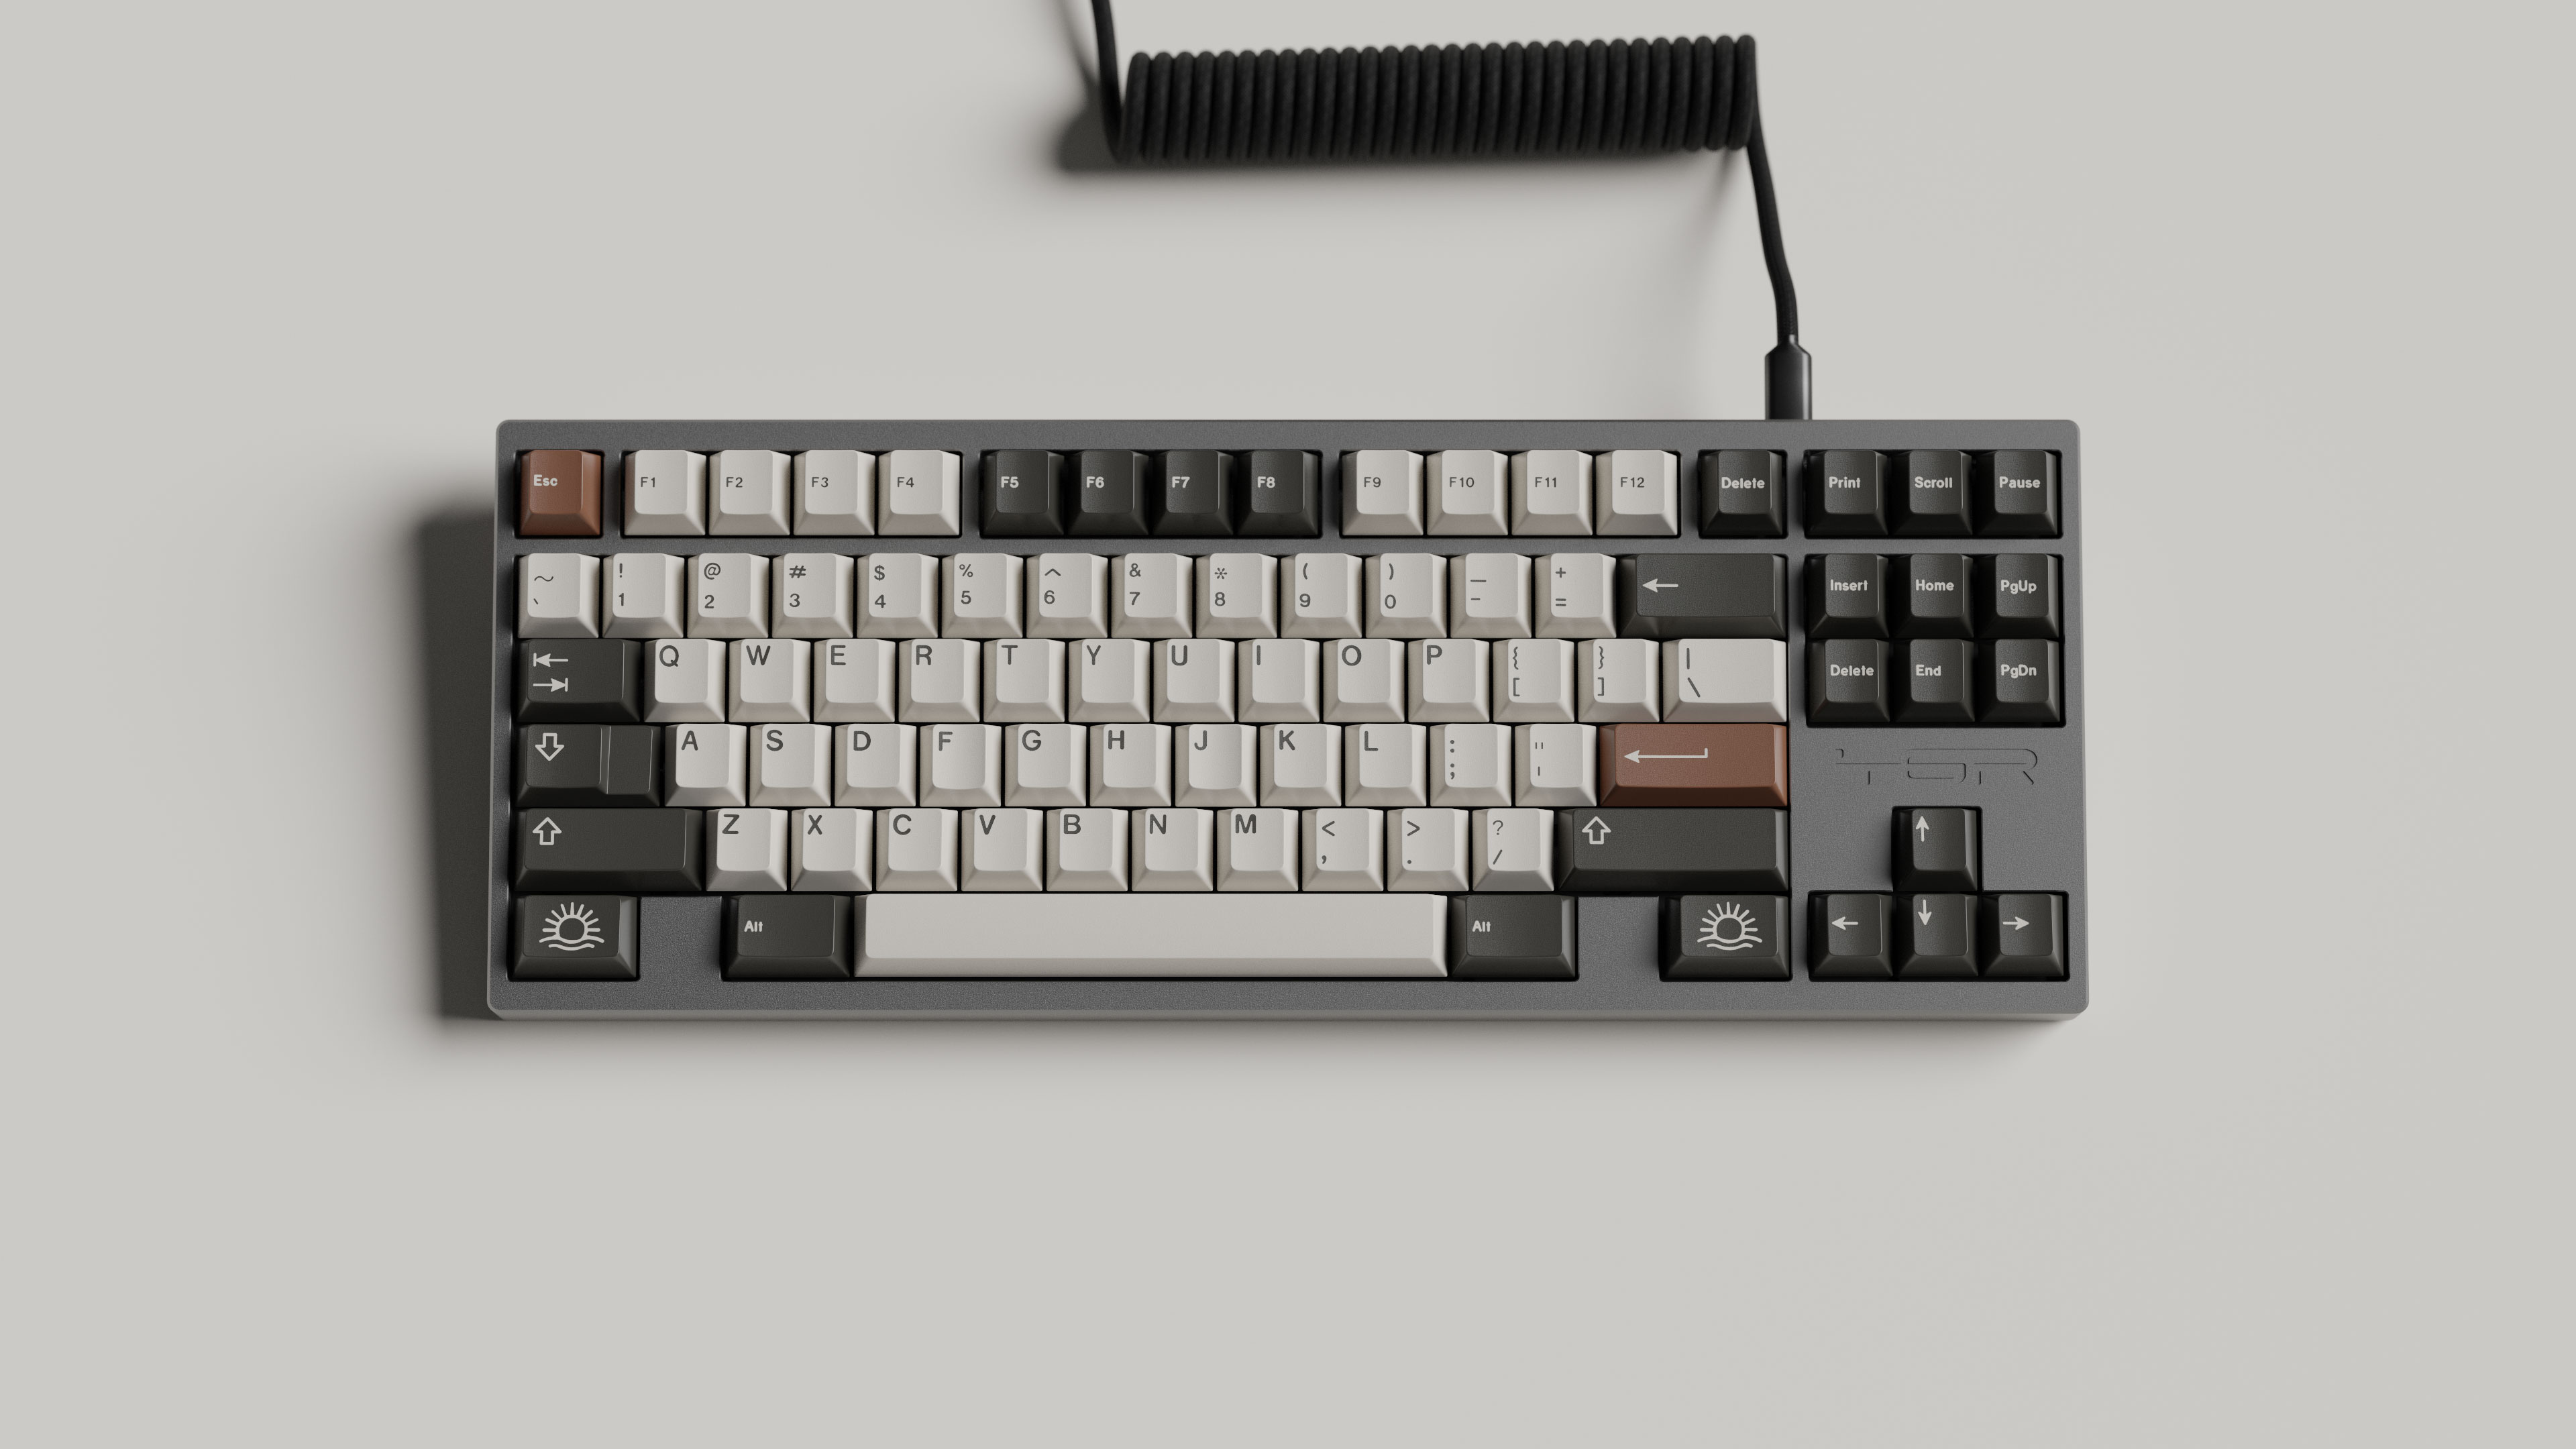 Esc F1 F2 F3 F4 F5 F6 F7 F8 F9 F10 F11 F12 Delete Print Scroll Pause
~ ! @ # $ % ^ & * ( ) _ +
` 1 2 3 4 5 6 7 8 9 0 - = ← Insert Home PgUp
Q W E R T Y U I O P { } |
[ ] \ Delete End PgDn
A S D F G H J K L : "
; '
Z X C V B N M < > ?
, . /
Alt Alt ← ↓ →
TSR